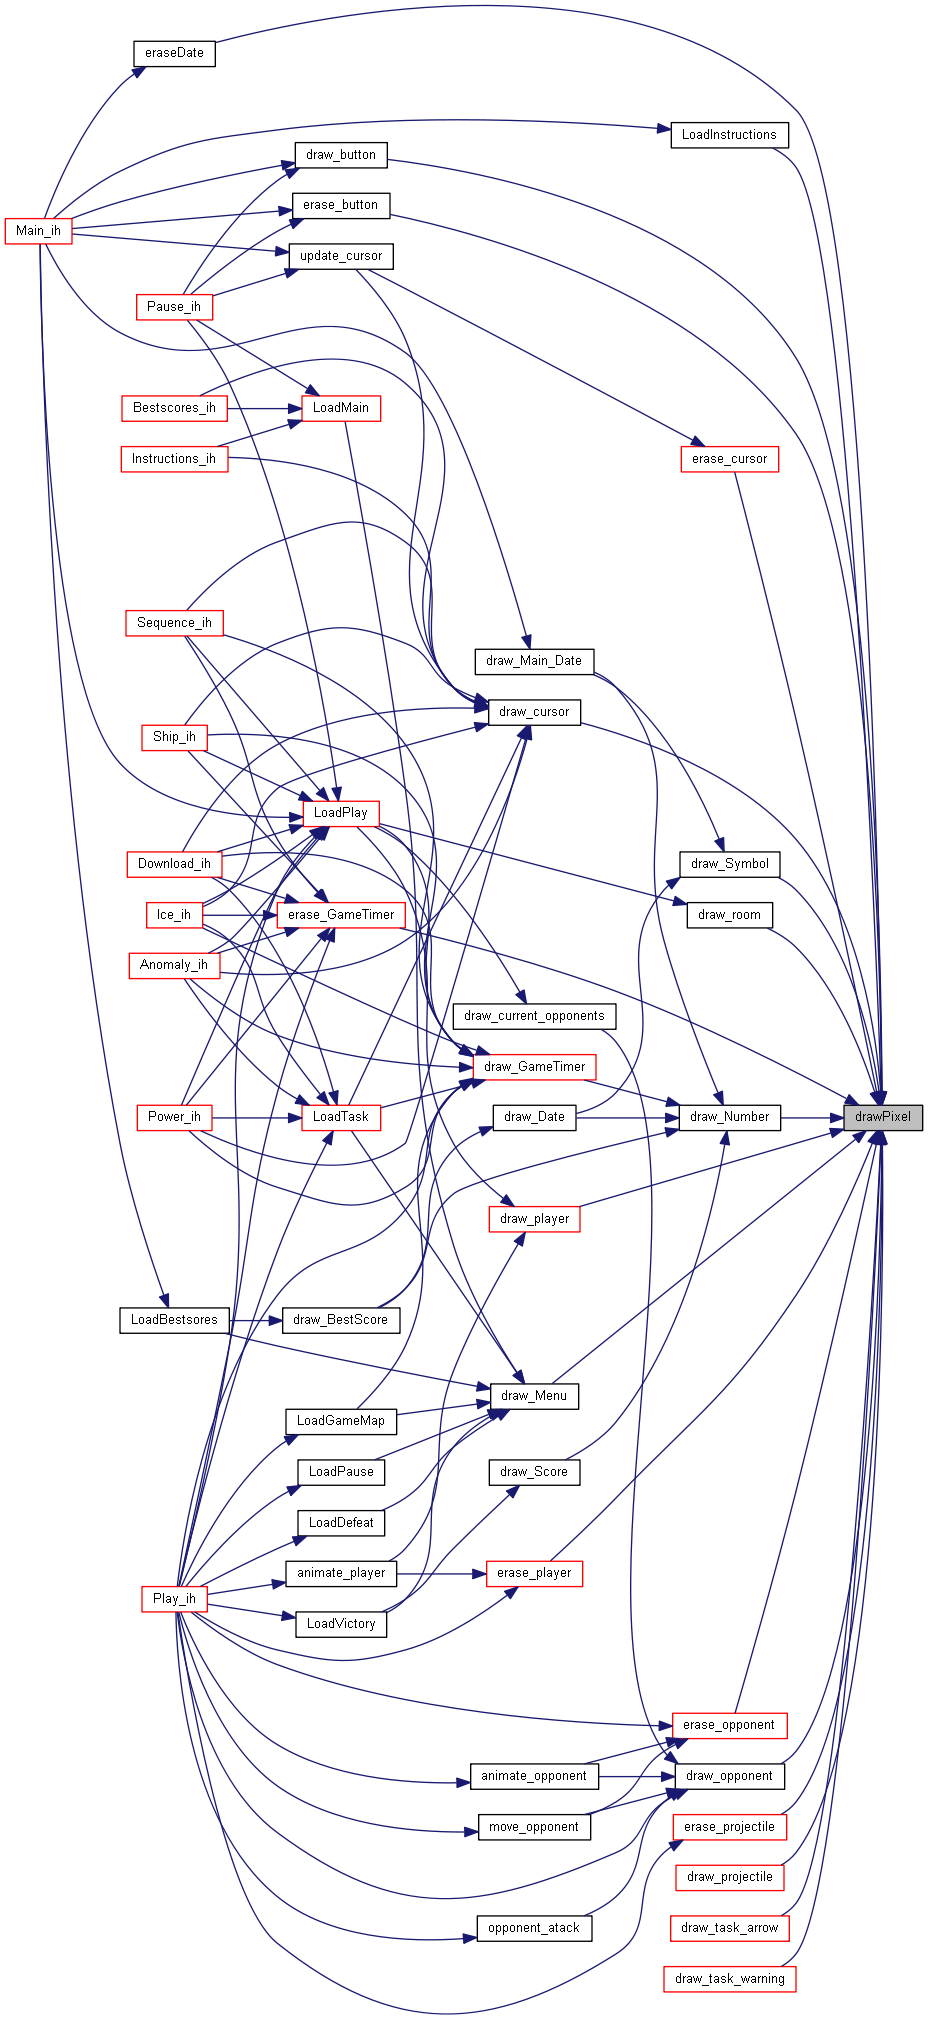 eraseDate
LoadInstructions
draw_button
erase_button
Main_ih
update_cursor
Pause_ih
Bestscores_ih
LoadMain
Instructions_ih
erase_cursor
Sequence_ih
draw_Main_Date
draw_cursor
Ship_ih
LoadPlay
Download_ih
draw_Symbol
Ice_ih
erase_GameTimer
draw_room
Anomaly_ih
draw_current_opponents
draw_GameTimer
Power_ih
LoadTask
draw_Date
draw_Number
drawPixel
draw_player
LoadBestsores
draw_BestScore
draw_Menu
LoadGameMap
LoadPause
draw_Score
LoadDefeat
animate_player
erase_player
Play_ih
LoadVictory
erase_opponent
animate_opponent
draw_opponent
move_opponent
erase_projectile
draw_projectile
opponent_atack
draw_task_arrow
draw_task_warning